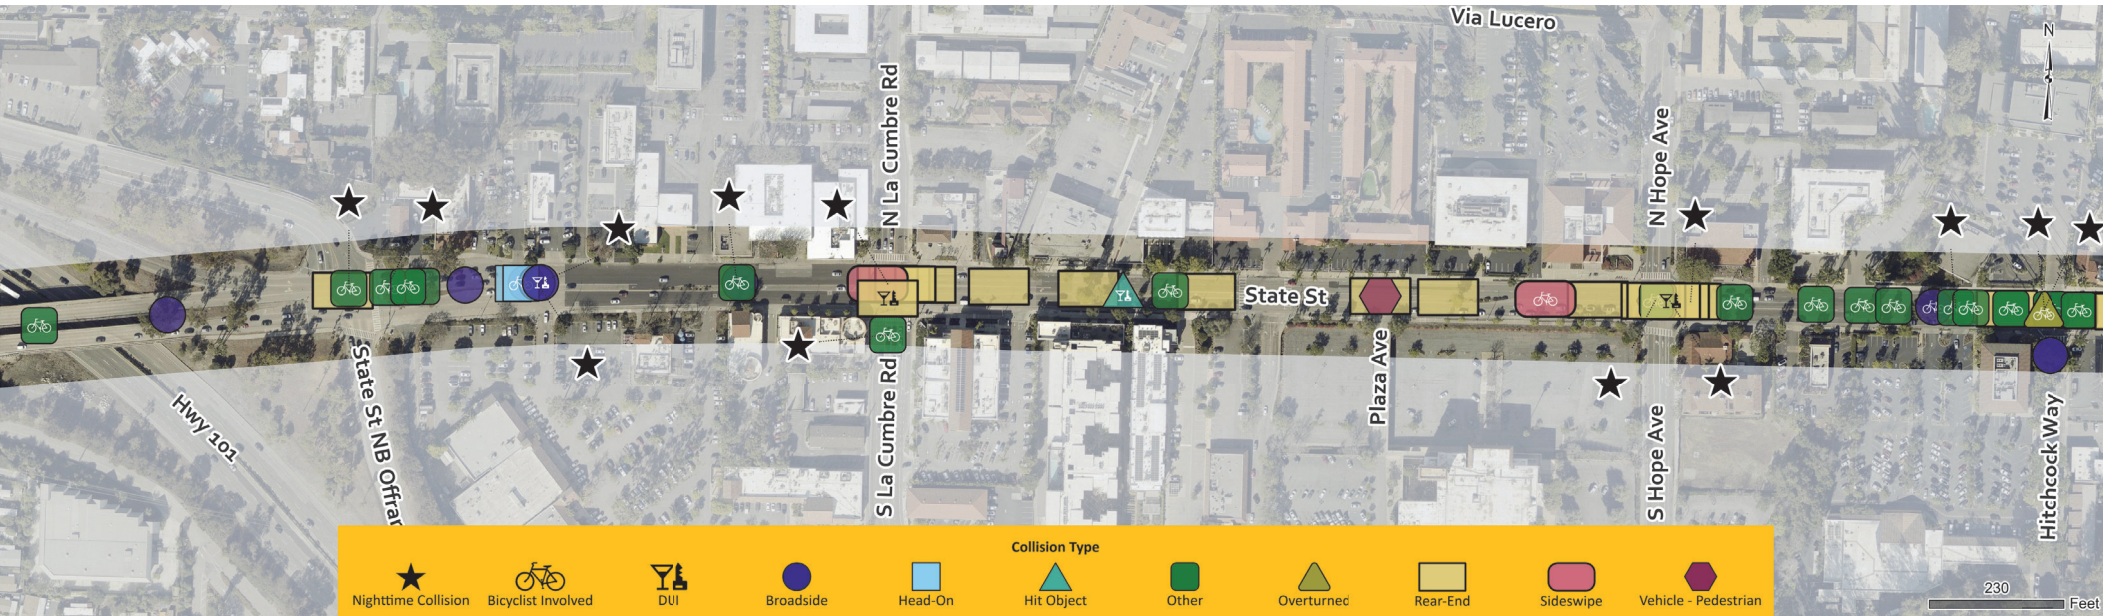 Via Lucero
N
N La Cumbre Rd
N Hope Ave
State St
Hwy 101
State St NB Offra
S La Cumbre Rd
Plaza Ave
S Hope Ave
Hitchcock Way
230
Feet
Collision Type
Nighttime Collision
Bicyclist Involved
DUI
Broadside
Head-On
Hit Object
Other
Overturned
Rear-End
Sideswipe
Vehicle - Pedestrian